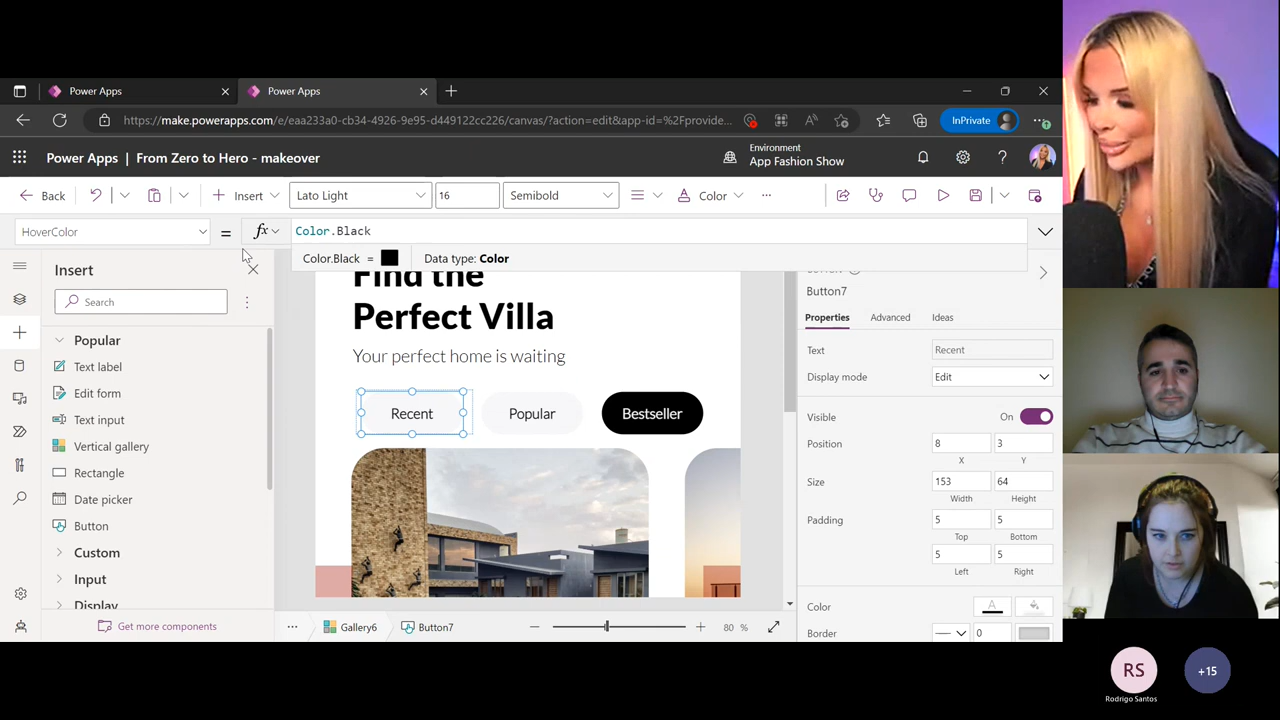 Power Apps
Power Apps
https://make.powerapps.com/e/eaa233a0-cb34-4926-9e95-d449122cc226/canvas/?action=edit&app-id=%2Fprovide...
InPrivate
Power Apps | From Zero to Hero - makeover
Environment
App Fashion Show
Back
Insert
Lato Light
16
Semibold
Color
HoverColor
=
fx
Color.Black
Color.Black =
Data type: Color
Insert
Search
Popular
Text label
Edit form
Text input
Vertical gallery
Rectangle
Date picker
Button
Custom
Input
Display
Get more components
Find the
Perfect Villa
Your perfect home is waiting
Recent
Popular
Bestseller
Gallery6
Button7
80 %
Button7
Properties
Advanced
Ideas
Text
Recent
Display mode
Edit
Visible
On
Position
8
3
X
Y
Size
153
64
Width
Height
Padding
5
5
Top
Bottom
5
5
Left
Right
Color
Border
0
RS
Rodrigo Santos
+15